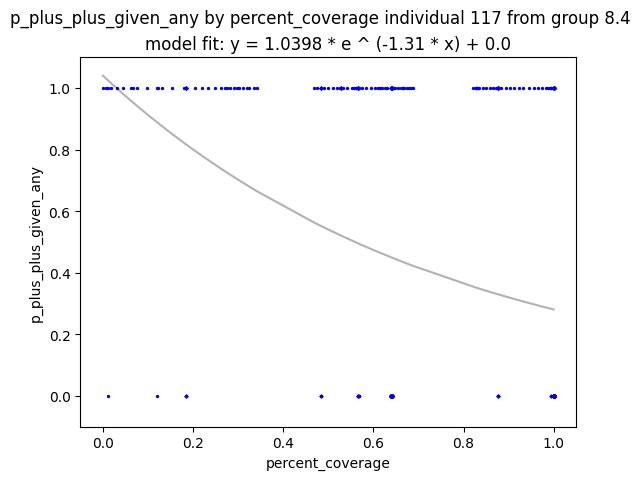 p_plus_plus_given_any by percent_coverage individual 117 from group 8.4
model fit: y = 1.0398 * e ^ (-1.31 * x) + 0.0
1.0
0.8
0.6
0.4
0.2
0.0
p_plus_plus_given_any
0.0 0.2 0.4 0.6 0.8 1.0
percent_coverage